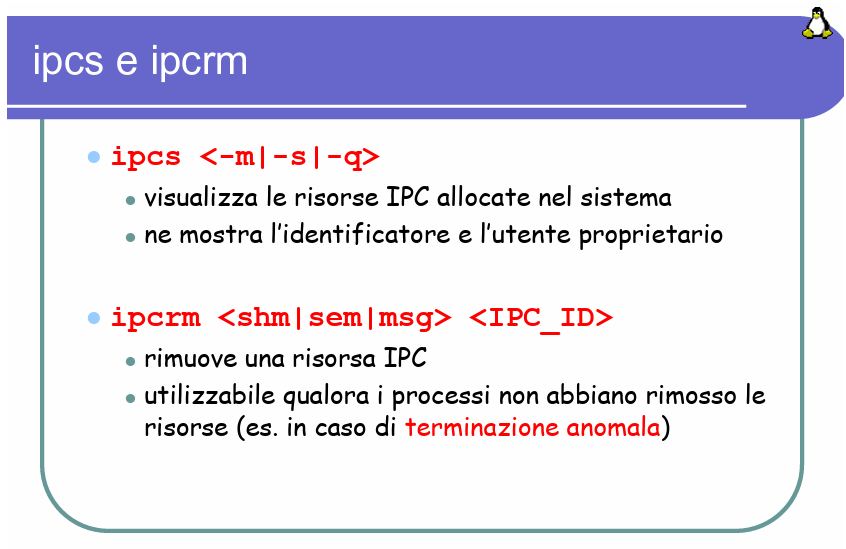 ipcs e ipcrm
ipcs <-m|-s|-q>
visualizza le risorse IPC allocate nel sistema
ne mostra l'identificatore e l'utente proprietario
ipcrm <shm|sem|msg> <IPC_ID>
rimuove una risorsa IPC
utilizzabile qualora i processi non abbiano rimosso le
risorse (es. in caso di terminazione anomala)